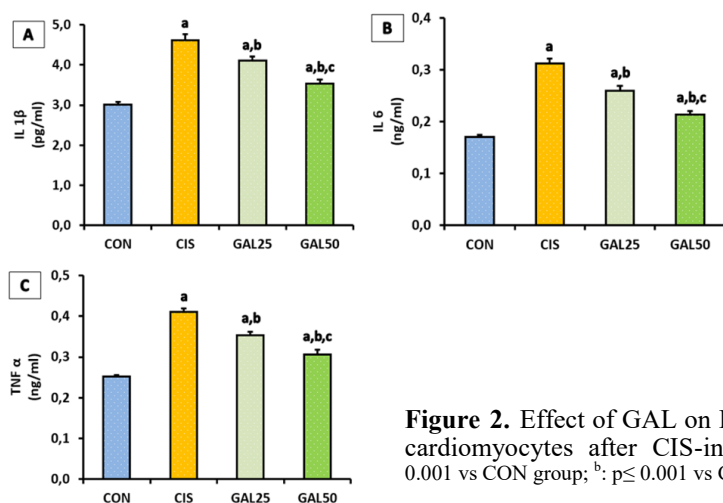 A
IL 1β
(pg/ml)
5,0
4,0
3,0
2,0
1,0
0,0
a
a,b
a,b,c
CON CIS GAL25 GAL50
B
IL 6
(ng/ml)
0,4
0,3
0,2
0,1
0,0
a
a,b
a,b,c
CON CIS GAL25 GAL50
C
TNF α
(ng/ml)
0,5
0,4
0,3
0,2
0,1
0,0
a
a,b
a,b,c
CON CIS GAL25 GAL50
Figure 2. Effect of GAL on
cardiomyocytes after CIS-in
0.001 vs CON group; ᵇ: p≤ 0.001 vs